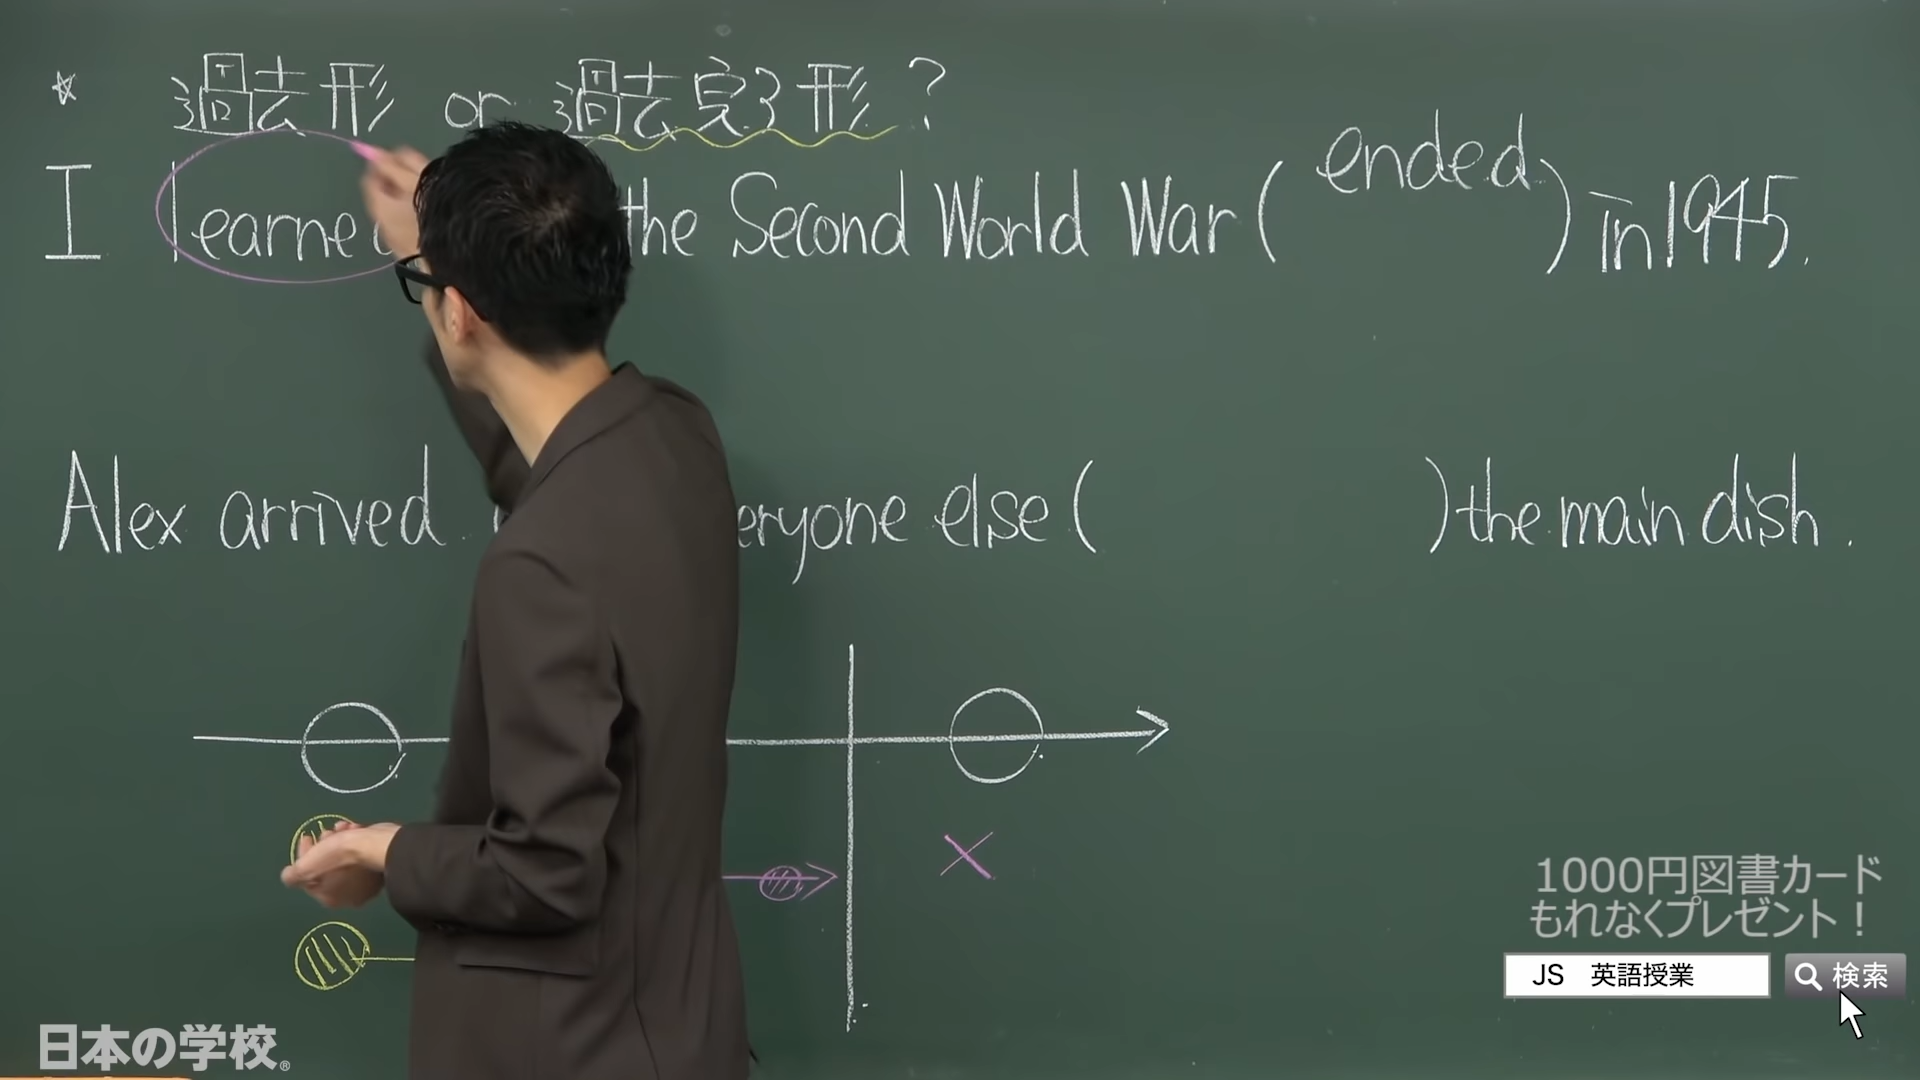 ☆ 過去形 or 過去完了形?
I learne the Second World War ( ended ) in 1945.
Alex arrived eryone else ( ) the main dish.
1000円図書カード
もれなくプレゼント!
JS 英語授業 検索
日本の学校®